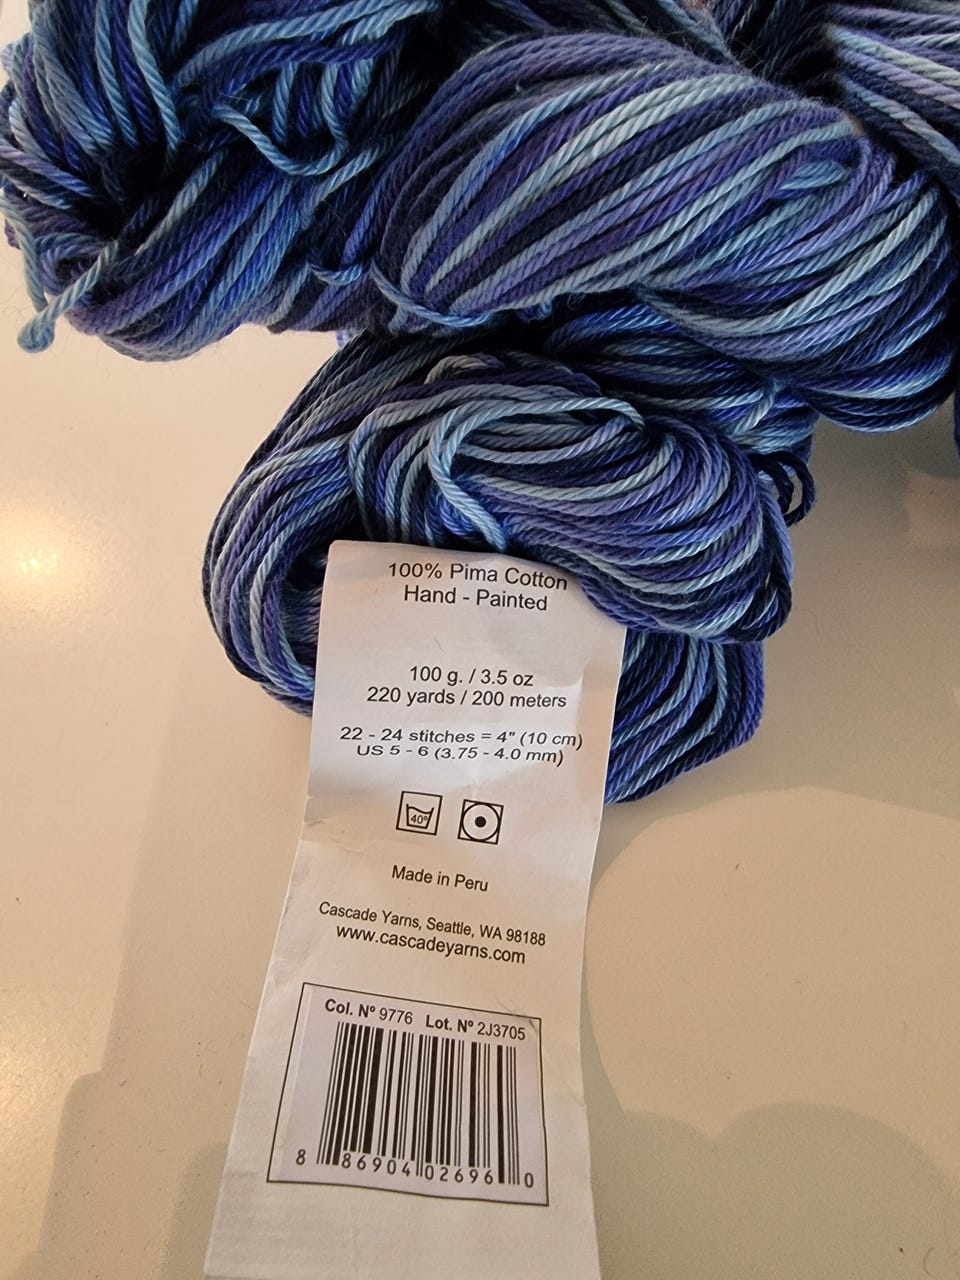 100% Pima Cotton
Hand - Painted
100 g. / 3.5 oz
220 yards / 200 meters
22 - 24 stitches = 4" (10 cm)
US 5 - 6 (3.75 - 4.0 mm)
40°
Made in Peru
Cascade Yarns, Seattle, WA 98188
www.cascadeyarns.com
Col. Nº 9776 Lot. Nº 2J3705
8 86904 02696 0